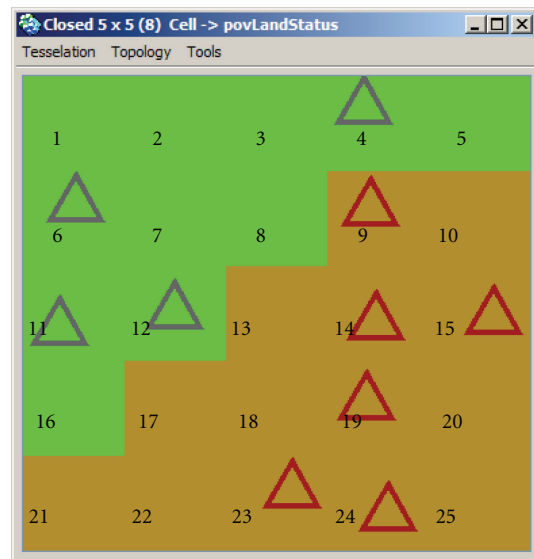 Closed 5 x 5 (8) Cell -> povLandStatus
Tesselation Topology Tools
1 2 3 4 5
6 7 8 9 10
11 12 13 14 15
16 17 18 19 20
21 22 23 24 25